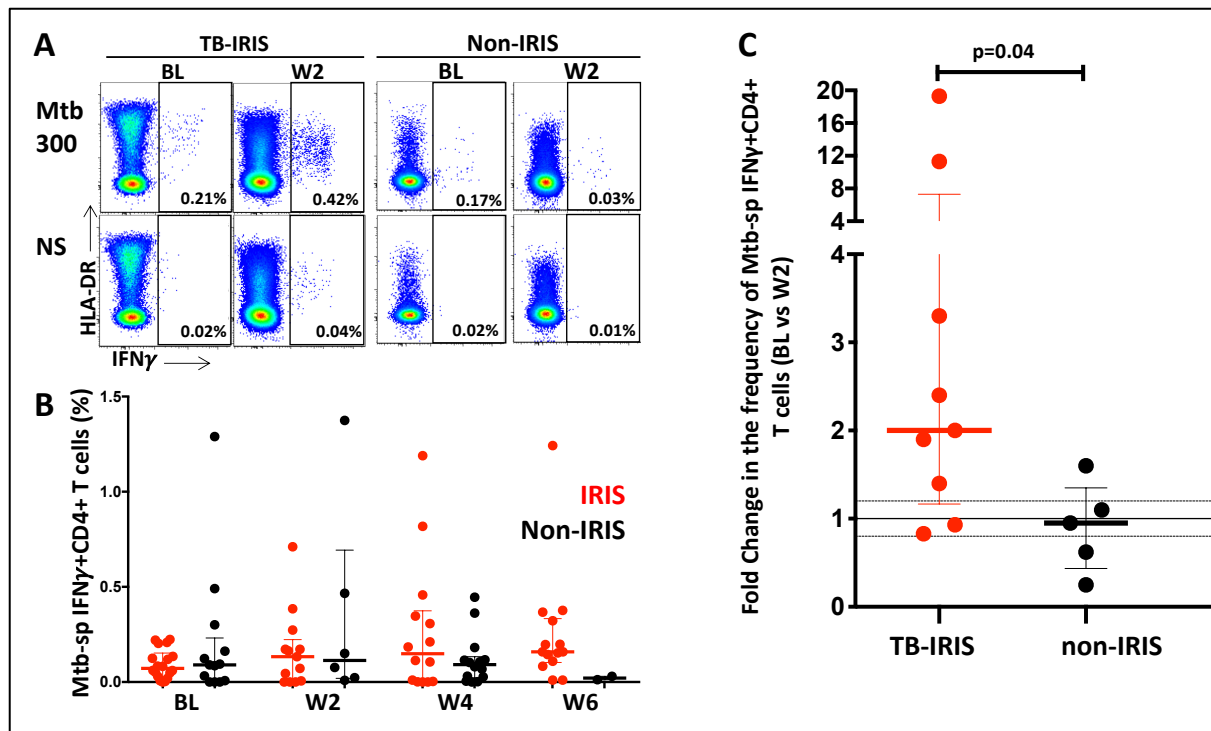 A
TB-IRIS
Non-IRIS
BL
W2
BL
W2
Mtb
300
0.21%
0.42%
0.17%
0.03%
NS
0.02%
0.04%
0.02%
0.01%
HLA-DR
IFNγ
B
Mtb-sp IFNγ+CD4+ T cells (%)
1.5
1.0
0.5
0.0
IRIS
Non-IRIS
BL
W2
W4
W6
C
p=0.04
Fold Change in the frequency of Mtb-sp IFNγ+CD4+
T cells (BL vs W2)
20
16
12
8
4
4
3
2
1
0
TB-IRIS
non-IRIS